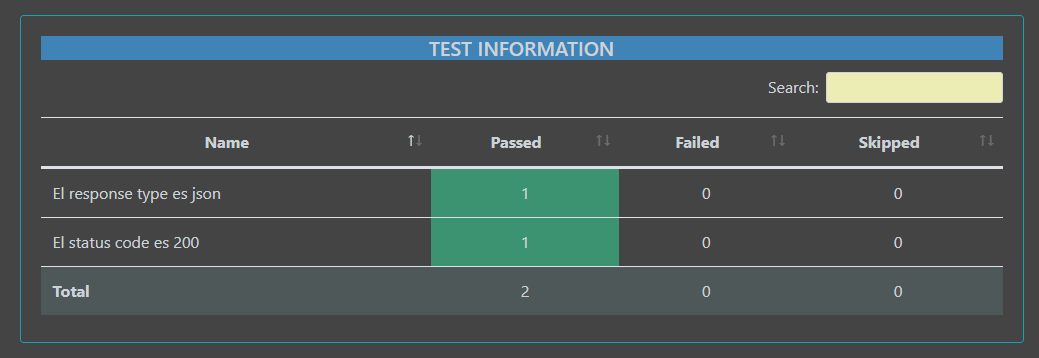 TEST INFORMATION
Search:
Name Passed Failed Skipped
El response type es json 1 0 0
El status code es 200 1 0 0
Total 2 0 0